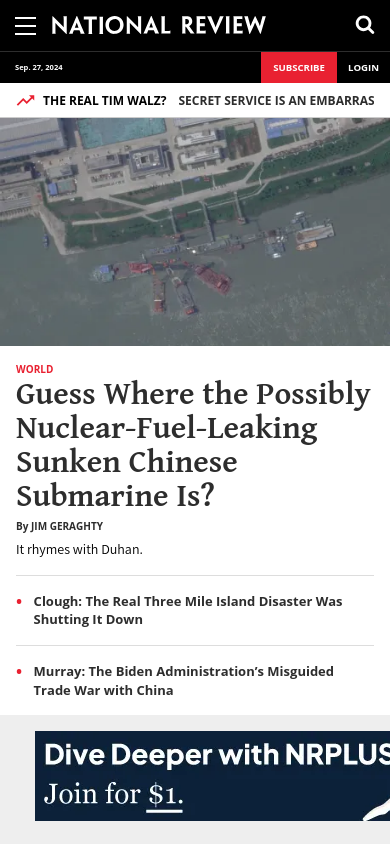 NATIONAL REVIEW
Sep. 27, 2024
SUBSCRIBE
LOGIN
THE REAL TIM WALZ? SECRET SERVICE IS AN EMBARRAS
WORLD
Guess Where the Possibly
Nuclear-Fuel-Leaking
Sunken Chinese
Submarine Is?
By JIM GERAGHTY
It rhymes with Duhan.
Clough: The Real Three Mile Island Disaster Was
Shutting It Down
Murray: The Biden Administration’s Misguided
Trade War with China
Dive Deeper with NRPLUS
Join for $1.